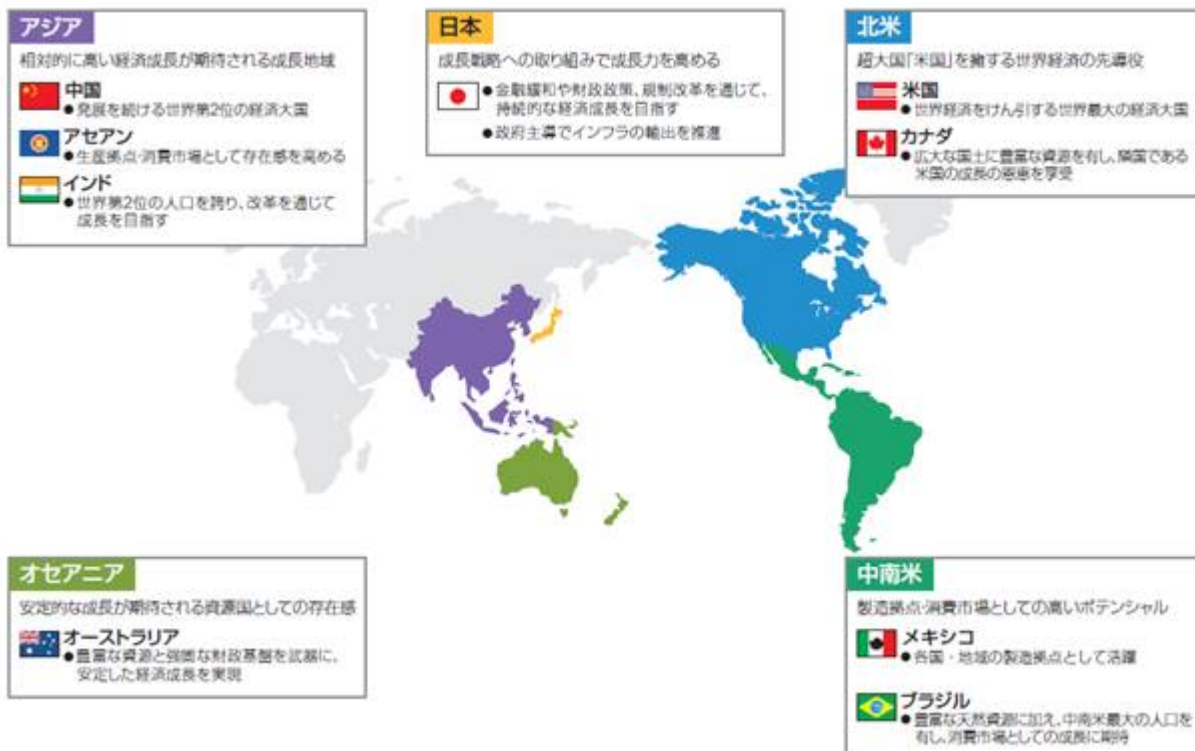 アジア
相対的に高い経済成長が期待される成長地域
中国
●発展を続ける世界第2位の経済大国
アセアン
●生産拠点・消費市場として存在感を高める
インド
●世界第2位の人口を誇り、改革を通じて
成長を目指す
日本
成長戦略への取り組みで成長力を高める
●金融緩和や財政政策、規制改革を通じて、
持続的な経済成長を目指す
●政府主導でインフラの輸出を推進
北米
超大国「米国」を擁する世界経済の先導役
米国
●世界経済をけん引する世界最大の経済大国
カナダ
●広大な国土に豊富な資源を有し、隣国である
米国の成長の恩恵を享受
オセアニア
安定的な成長が期待される資源国としての存在感
オーストラリア
●豊富な資源と強固な財政基盤を武器に、
安定した経済成長を実現
中南米
製造拠点・消費市場としての高いポテンシャル
メキシコ
●各国・地域の製造拠点として活躍
ブラジル
●豊富な天然資源に加え、中南米最大の人口を
有し、消費市場としての成長に期待